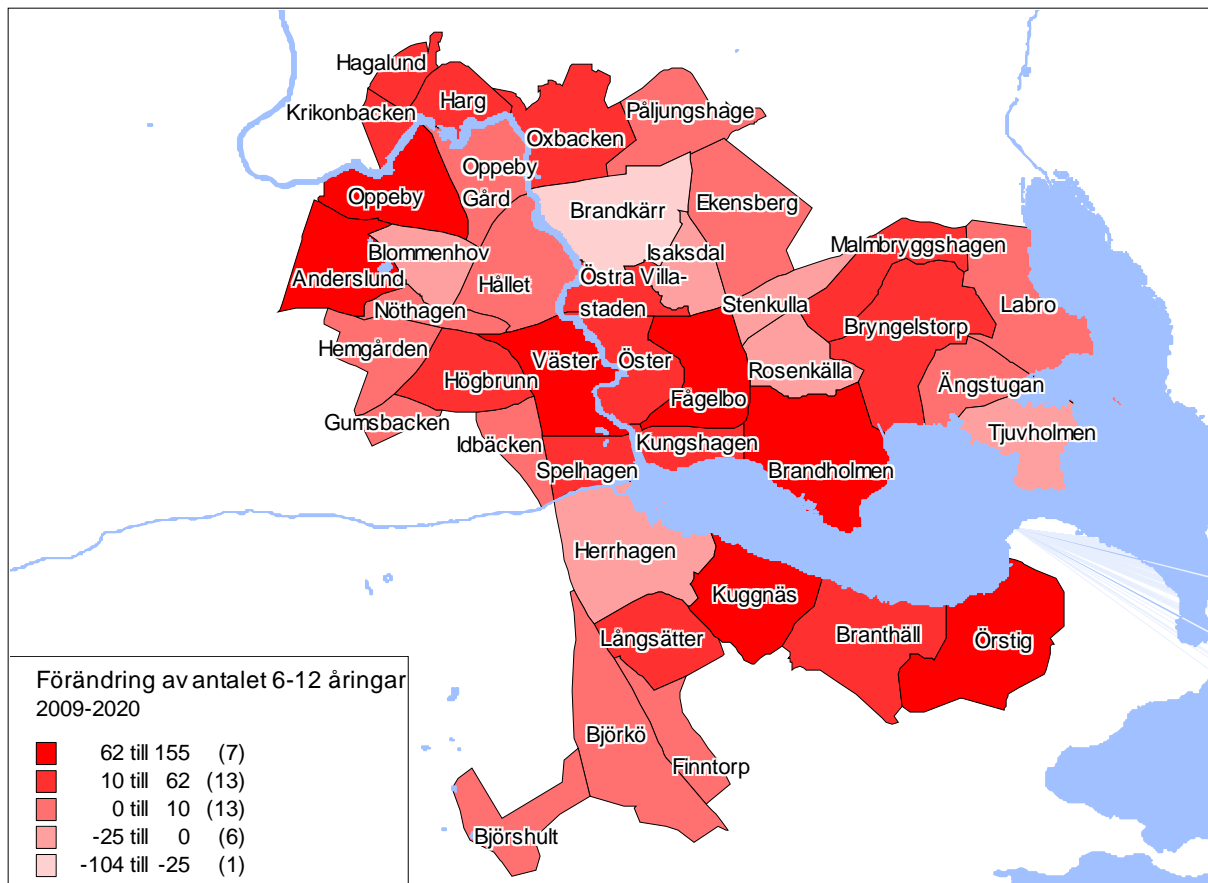 Hagalund
Harg
Krikonbacken
Oxbacken
Påljungshage
Oppeby
Gård
Oppeby
Brandkärr
Ekensberg
Isaksdal
Blommenhov
Malmbryggshagen
Anderslund
Hållet
Östra Villa-
staden
Stenkulla
Labro
Nöthagen
Bryngelstorp
Hemgården
Väster
Öster
Rosenkälla
Högbrunn
Ängstugan
Fågelbo
Gumsbacken
Idbäcken
Kungshagen
Tjuvholmen
Spelhagen
Brandholmen
Herrhagen
Kuggnäs
Långsätter
Branthäll
Örstig
Björkö
Finntorp
Björshult
Förändring av antalet 6-12 åringar
2009-2020
62 till 155 (7)
10 till 62 (13)
0 till 10 (13)
-25 till 0 (6)
-104 till -25 (1)